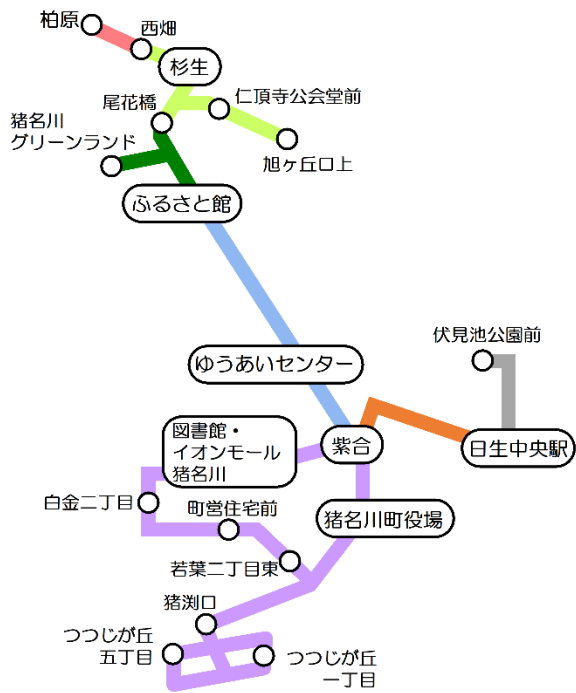 柏原
西畑
杉生
尾花橋
仁頂寺公会堂前
猪名川
グリーンランド
旭ヶ丘口上
ふるさと館
伏見池公園前
ゆうあいセンター
図書館・
イオンモール
猪名川
紫合
日生中央駅
白金二丁目
町営住宅前
猪名川町役場
若葉二丁目東
猪渕口
つつじが丘
五丁目
つつじが丘
一丁目